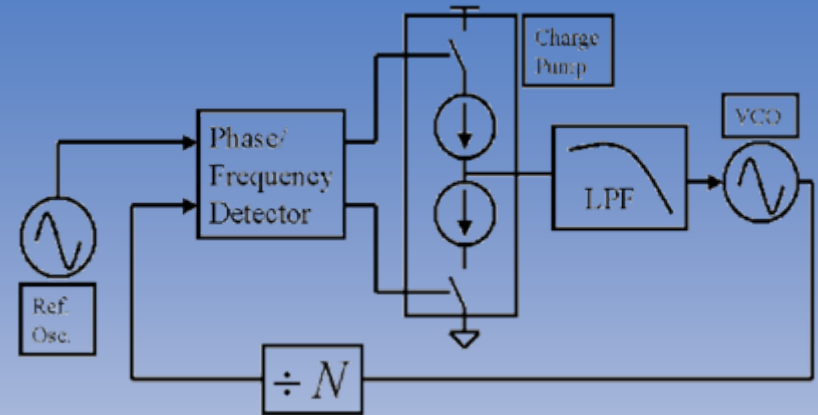 Charge
Pump
VCO
Phase/
Frequency
Detector
LPF
Ref.
Osc.
÷ N